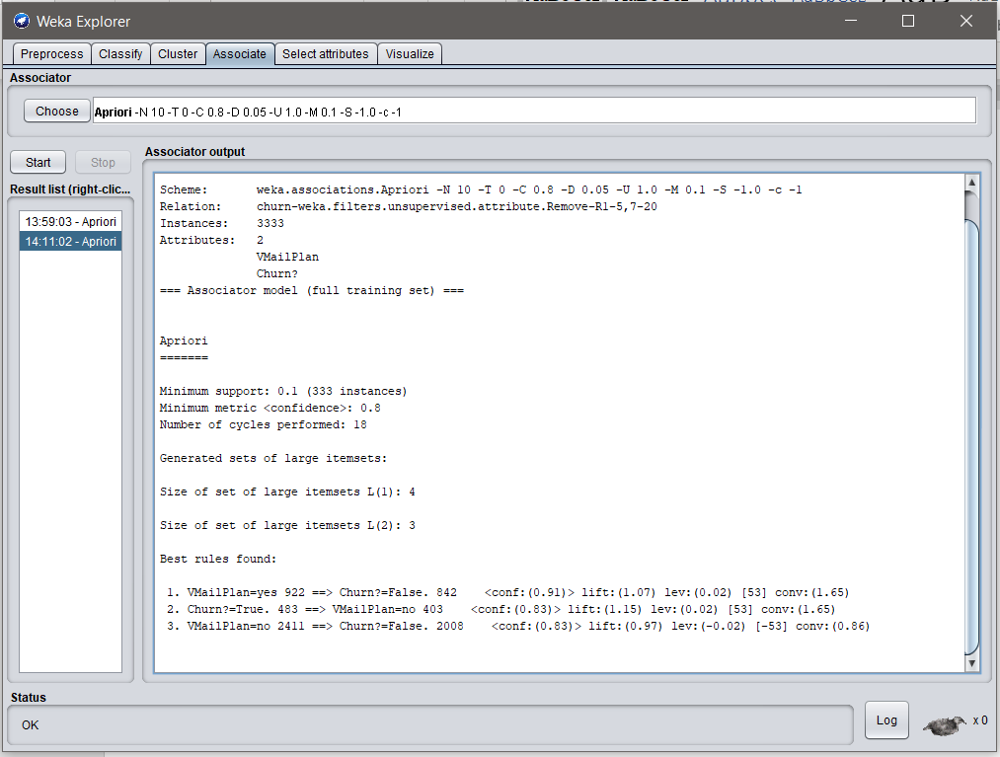 Weka Explorer
Preprocess Classify Cluster Associate Select attributes Visualize
Associator
Choose Apriori -N 10 -T 0 -C 0.8 -D 0.05 -U 1.0 -M 0.1 -S -1.0 -c -1
Start Stop
Associator output
Result list (right-clic...
13:59:03 - Apriori
14:11:02 - Apriori
Scheme: weka.associations.Apriori -N 10 -T 0 -C 0.8 -D 0.05 -U 1.0 -M 0.1 -S -1.0 -c -1
Relation: churn-weka.filters.unsupervised.attribute.Remove-R1-5,7-20
Instances: 3333
Attributes: 2
VMailPlan
Churn?
=== Associator model (full training set) ===
Apriori
=======
Minimum support: 0.1 (333 instances)
Minimum metric <confidence>: 0.8
Number of cycles performed: 18
Generated sets of large itemsets:
Size of set of large itemsets L(1): 4
Size of set of large itemsets L(2): 3
Best rules found:
1. VMailPlan=yes 922 ==> Churn?=False. 842 <conf:(0.91)> lift:(1.07) lev:(0.02) [53] conv:(1.65)
2. Churn?=True. 483 ==> VMailPlan=no 403 <conf:(0.83)> lift:(1.15) lev:(0.02) [53] conv:(1.65)
3. VMailPlan=no 2411 ==> Churn?=False. 2008 <conf:(0.83)> lift:(0.97) lev:(-0.02) [-53] conv:(0.86)
Status
OK
Log
x 0